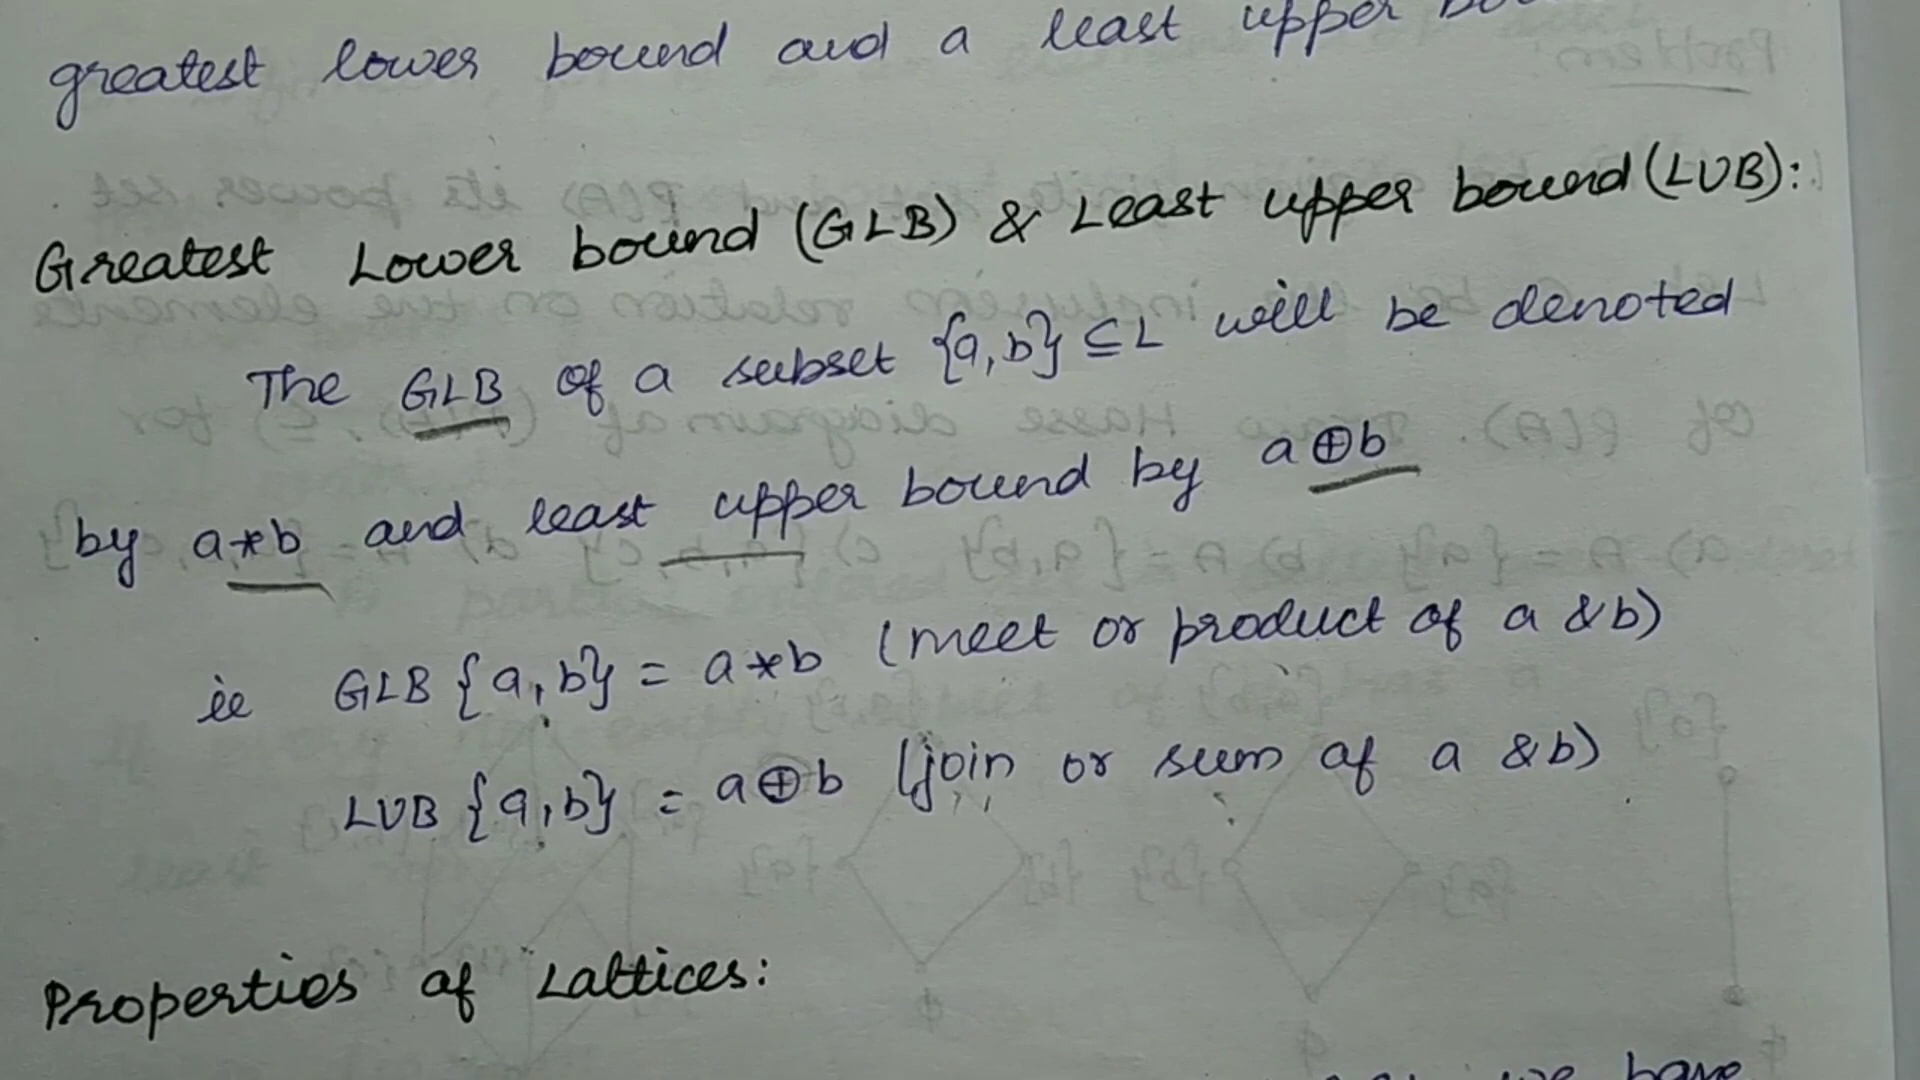 greatest lower bound and a least upper
Greatest Lower bound (GLB) & Least upper bound (LUB):
The GLB of a subset {a,b} ⊆ L will be denoted
by a*b and least upper bound by a⊕b
ie GLB {a,b} = a*b (meet or product of a & b)
LUB {a,b} = a⊕b (join or sum of a & b)
Properties of Lattices:
we have